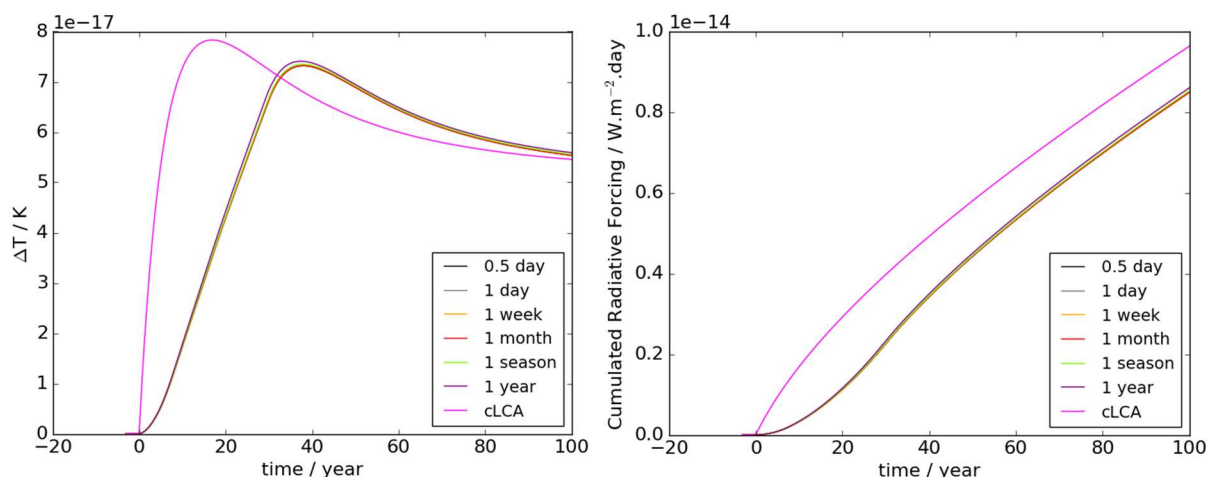 1e−17
8
7
6
5
4
3
2
1
0
ΔT / K
−20 0 20 40 60 80 100
time / year
0.5 day
1 day
1 week
1 month
1 season
1 year
cLCA
1e−14
1.0
0.8
0.6
0.4
0.2
0.0
Cumulated Radiative Forcing / W.m⁻².day
−20 0 20 40 60 80 100
time / year
0.5 day
1 day
1 week
1 month
1 season
1 year
cLCA